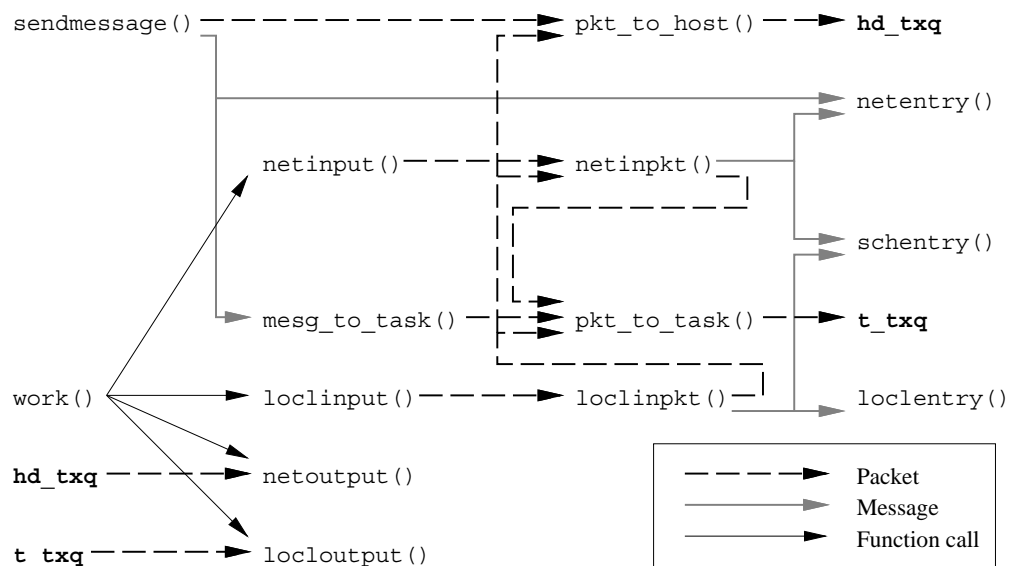 sendmessage() pkt_to_host() hd_txq
netentry()
netinput() netinpkt()
schentry()
mesg_to_task() pkt_to_task() t_txq
work() loclinput() loclinpkt() loclentry()
hd_txq netoutput()
Packet
Message
Function call
t txq locloutput()